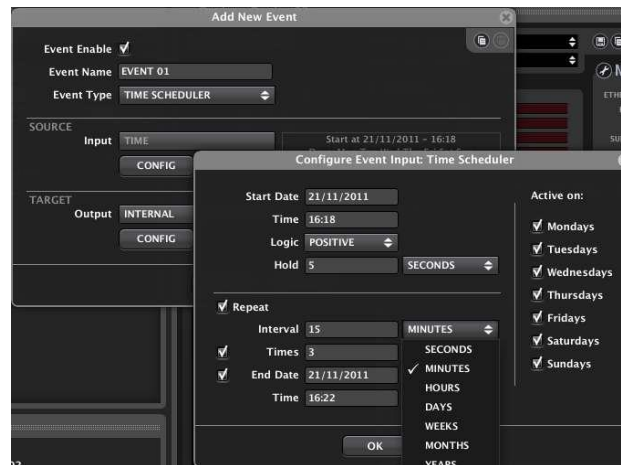 Add New Event
Event Enable
Event Name EVENT 01
Event Type TIME SCHEDULER
SOURCE
Input TIME
Start at 21/11/2011 - 16:18
CONFIG
TARGET
Output INTERNAL
CONFIG
Configure Event Input: Time Scheduler
Start Date 21/11/2011
Time 16:18
Logic POSITIVE
Hold 5 SECONDS
Repeat
Interval 15 MINUTES
Times 3
End Date 21/11/2011
Time 16:22
SECONDS
MINUTES
HOURS
DAYS
WEEKS
MONTHS
YEARS
OK
Active on:
Mondays
Tuesdays
Wednesdays
Thursdays
Fridays
Saturdays
Sundays